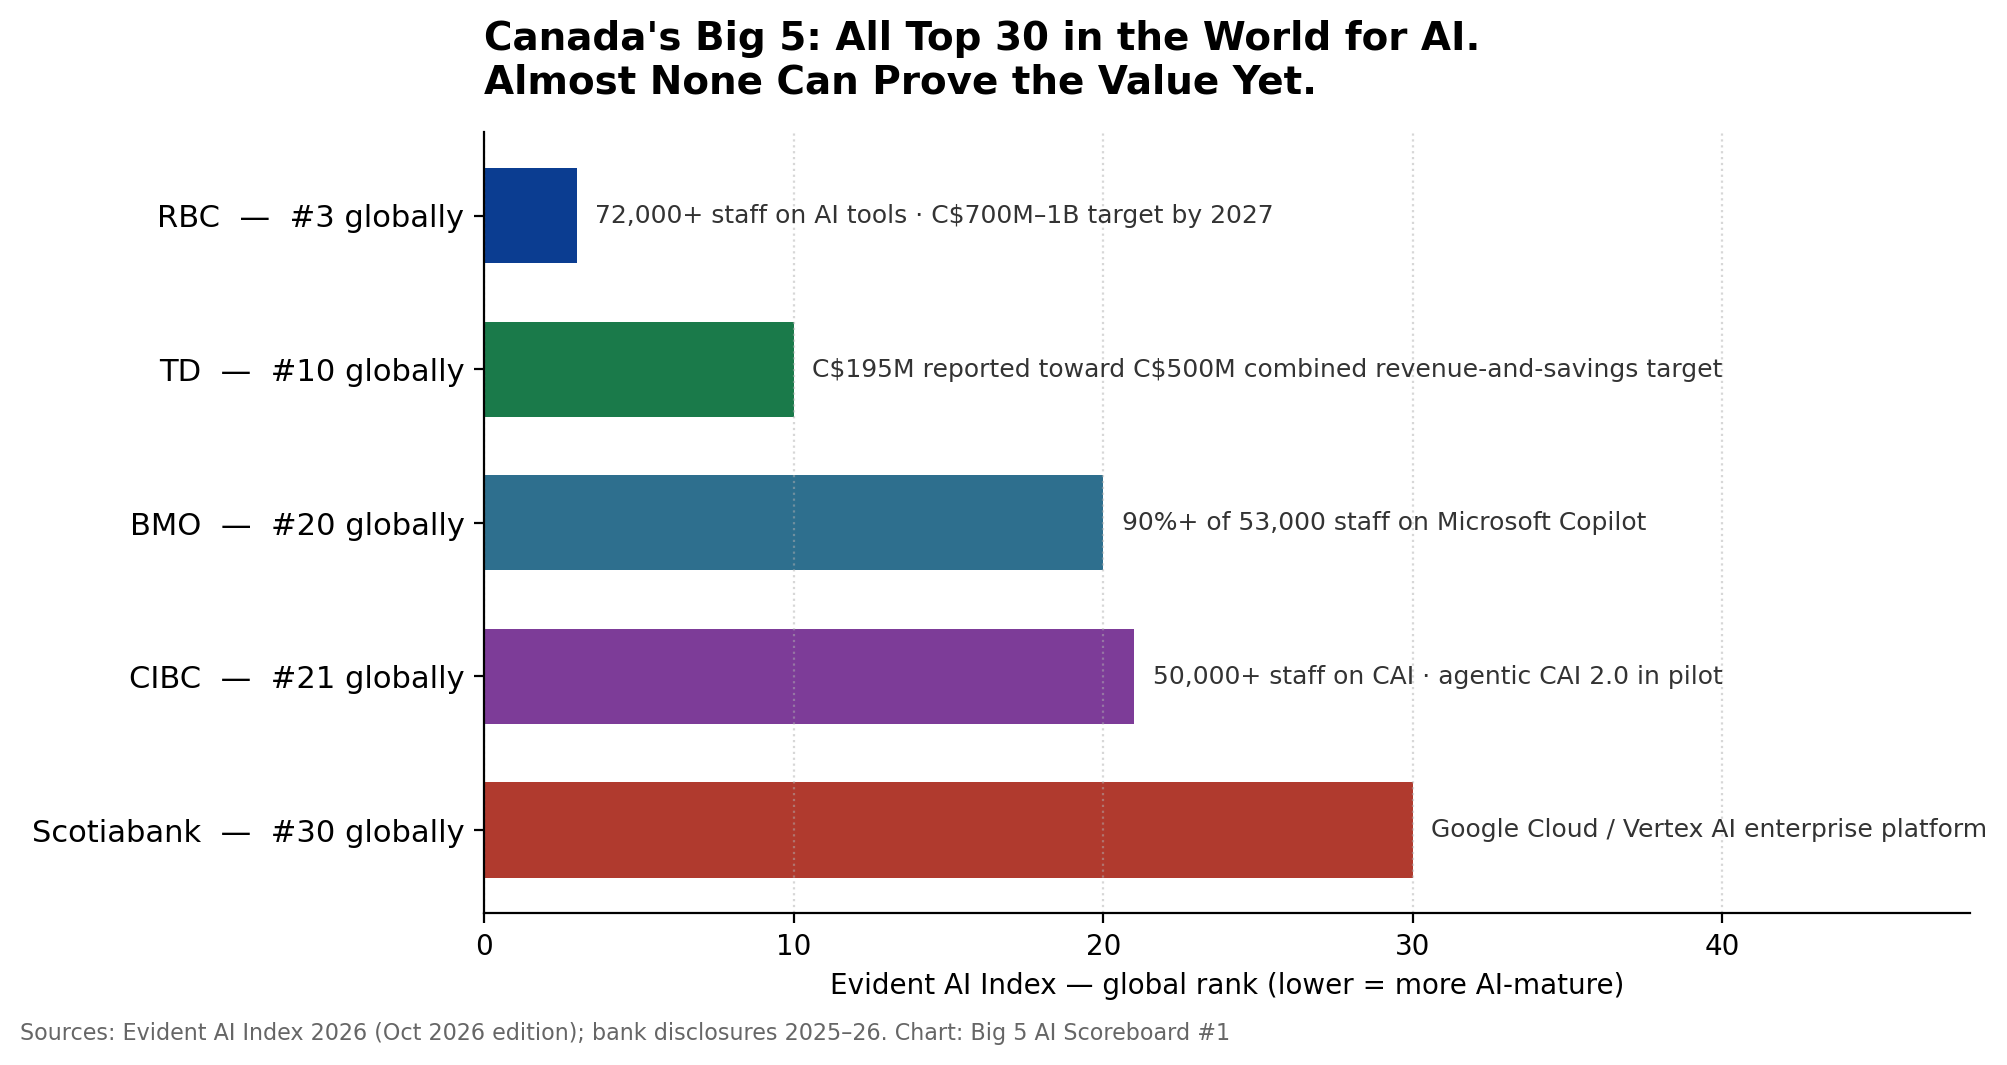 Canada's Big 5: All Top 30 in the World for AI.
Almost None Can Prove the Value Yet.
RBC — #3 globally
72,000+ staff on AI tools · C$700M–1B target by 2027
TD — #10 globally
C$195M reported toward C$500M combined revenue-and-savings target
BMO — #20 globally
90%+ of 53,000 staff on Microsoft Copilot
CIBC — #21 globally
50,000+ staff on CAI · agentic CAI 2.0 in pilot
Scotiabank — #30 globally
Google Cloud / Vertex AI enterprise platform
0 10 20 30 40
Evident AI Index — global rank (lower = more AI-mature)
Sources: Evident AI Index 2026 (Oct 2026 edition); bank disclosures 2025–26. Chart: Big 5 AI Scoreboard #1